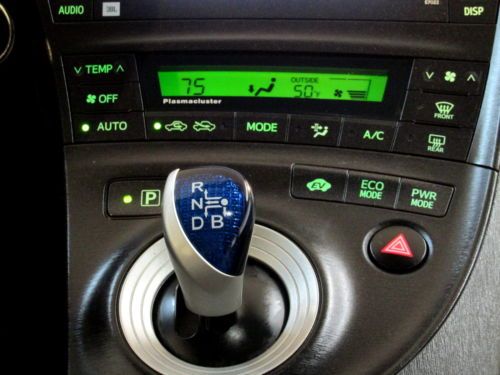 AUDIO JBL DISP
TEMP
75 OUTSIDE 50°F
Plasmacluster
OFF
FRONT
AUTO MODE A/C REAR
P EV ECO MODE PWR MODE
R
N
D B